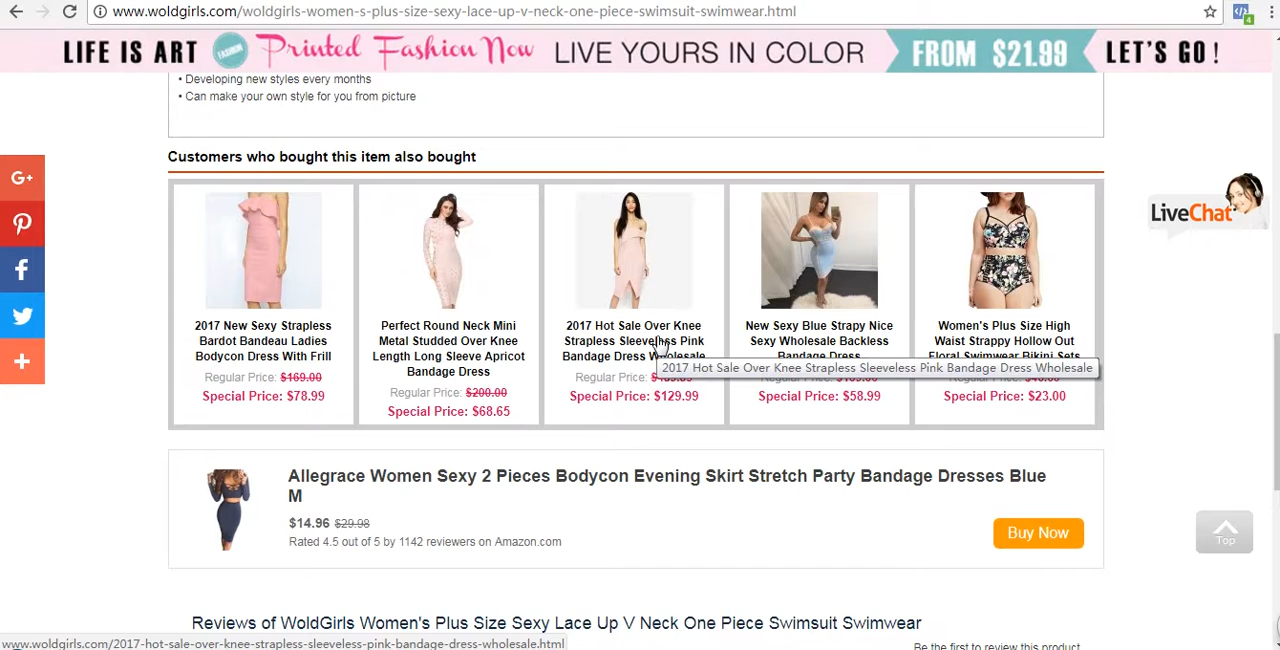 www.woldgirls.com/woldgirls-women-s-plus-size-sexy-lace-up-v-neck-one-piece-swimsuit-swimwear.html
4
LIFE IS ART FASHION Printed Fashion Now LIVE YOURS IN COLOR FROM $21.99 LET'S GO !
• Developing new styles every months
• Can make your own style for you from picture
Customers who bought this item also bought
G+
LiveChat
2017 New Sexy Strapless
Bardot Bandeau Ladies
Bodycon Dress With Frill
Regular Price: $169.00
Special Price: $78.99
Perfect Round Neck Mini
Metal Studded Over Knee
Length Long Sleeve Apricot
Bandage Dress
Regular Price: $200.00
Special Price: $68.65
2017 Hot Sale Over Knee
Strapless Sleeveless Pink
Bandage Dress Wholesale
Regular Price:
Special Price: $129.99
New Sexy Blue Strapy Nice
Sexy Wholesale Backless
Bandage Dress
Special Price: $58.99
Women's Plus Size High
Waist Strappy Hollow Out
Floral Swimwear Bikini Sets
Special Price: $23.00
2017 Hot Sale Over Knee Strapless Sleeveless Pink Bandage Dress Wholesale
Allegrace Women Sexy 2 Pieces Bodycon Evening Skirt Stretch Party Bandage Dresses Blue
M
$14.96 $29.98
Rated 4.5 out of 5 by 1142 reviewers on Amazon.com
Buy Now
Top
Reviews of WoldGirls Women's Plus Size Sexy Lace Up V Neck One Piece Swimsuit Swimwear
Be the first to review this product
www.woldgirls.com/2017-hot-sale-over-knee-strapless-sleeveless-pink-bandage-dress-wholesale.html